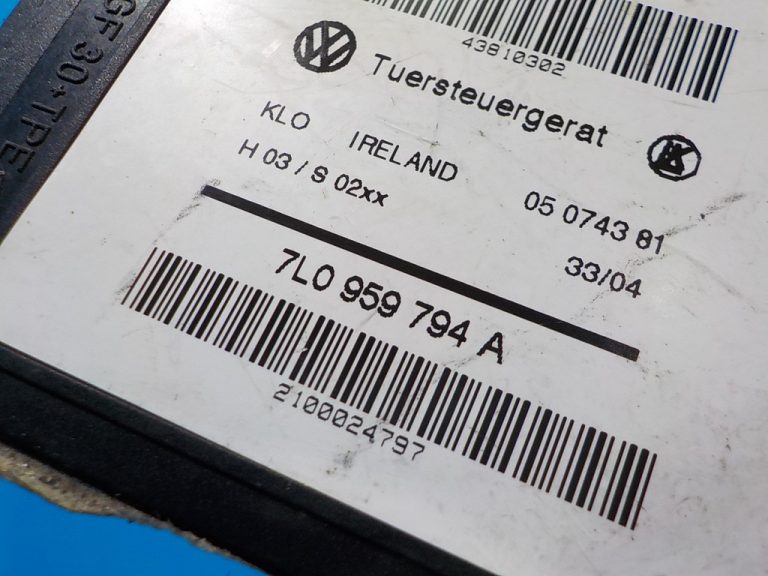 43810302
Tuersteuergerat
KLO IRELAND 05 0743 81
H 03 / S 02xx 33/04
7L0 959 794 A
2100024797
GF 30+TPE